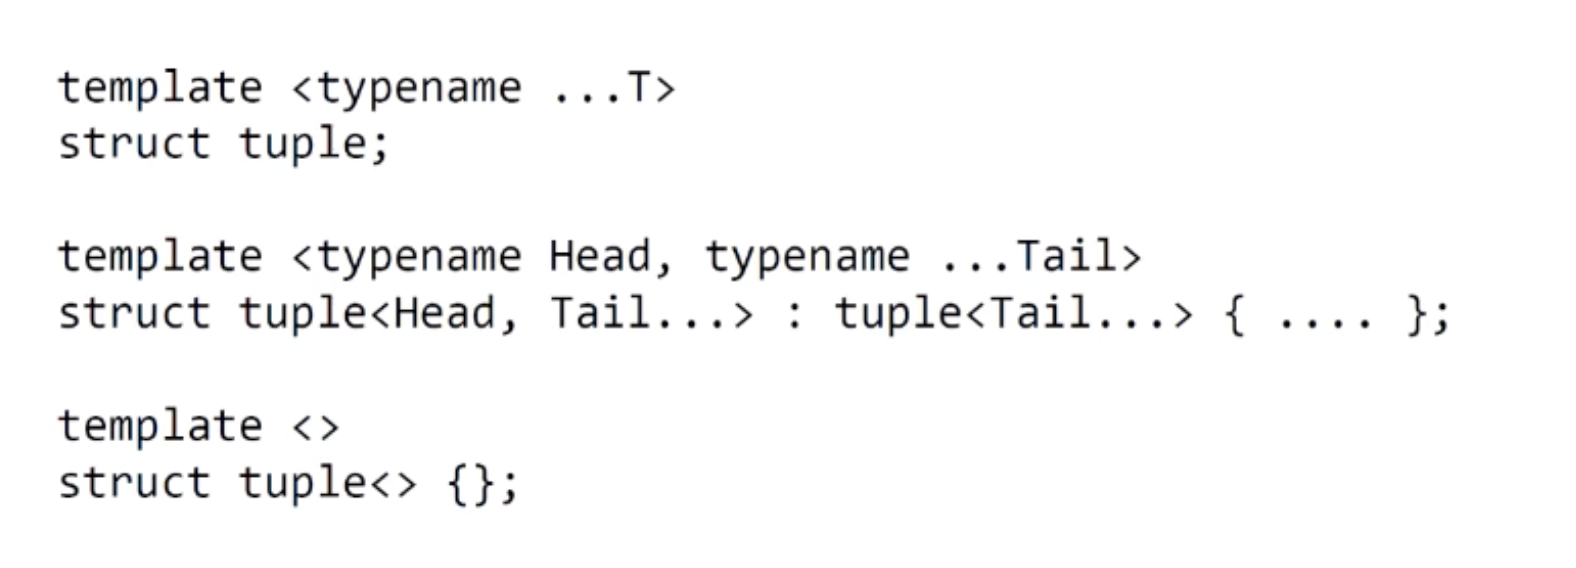 template <typename ...T>
struct tuple;
template <typename Head, typename ...Tail>
struct tuple<Head, Tail...> : tuple<Tail...> { .... };
template <>
struct tuple<> {};